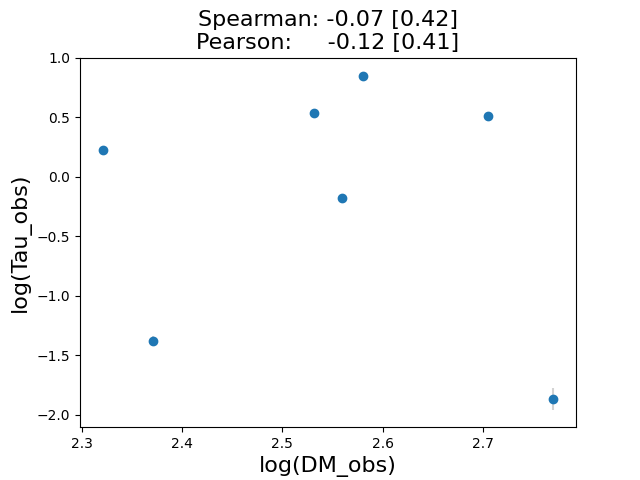 Spearman: -0.07 [0.42]
Pearson: -0.12 [0.41]
1.0
0.5
0.0
−0.5
−1.0
−1.5
−2.0
log(Tau_obs)
2.3 2.4 2.5 2.6 2.7
log(DM_obs)